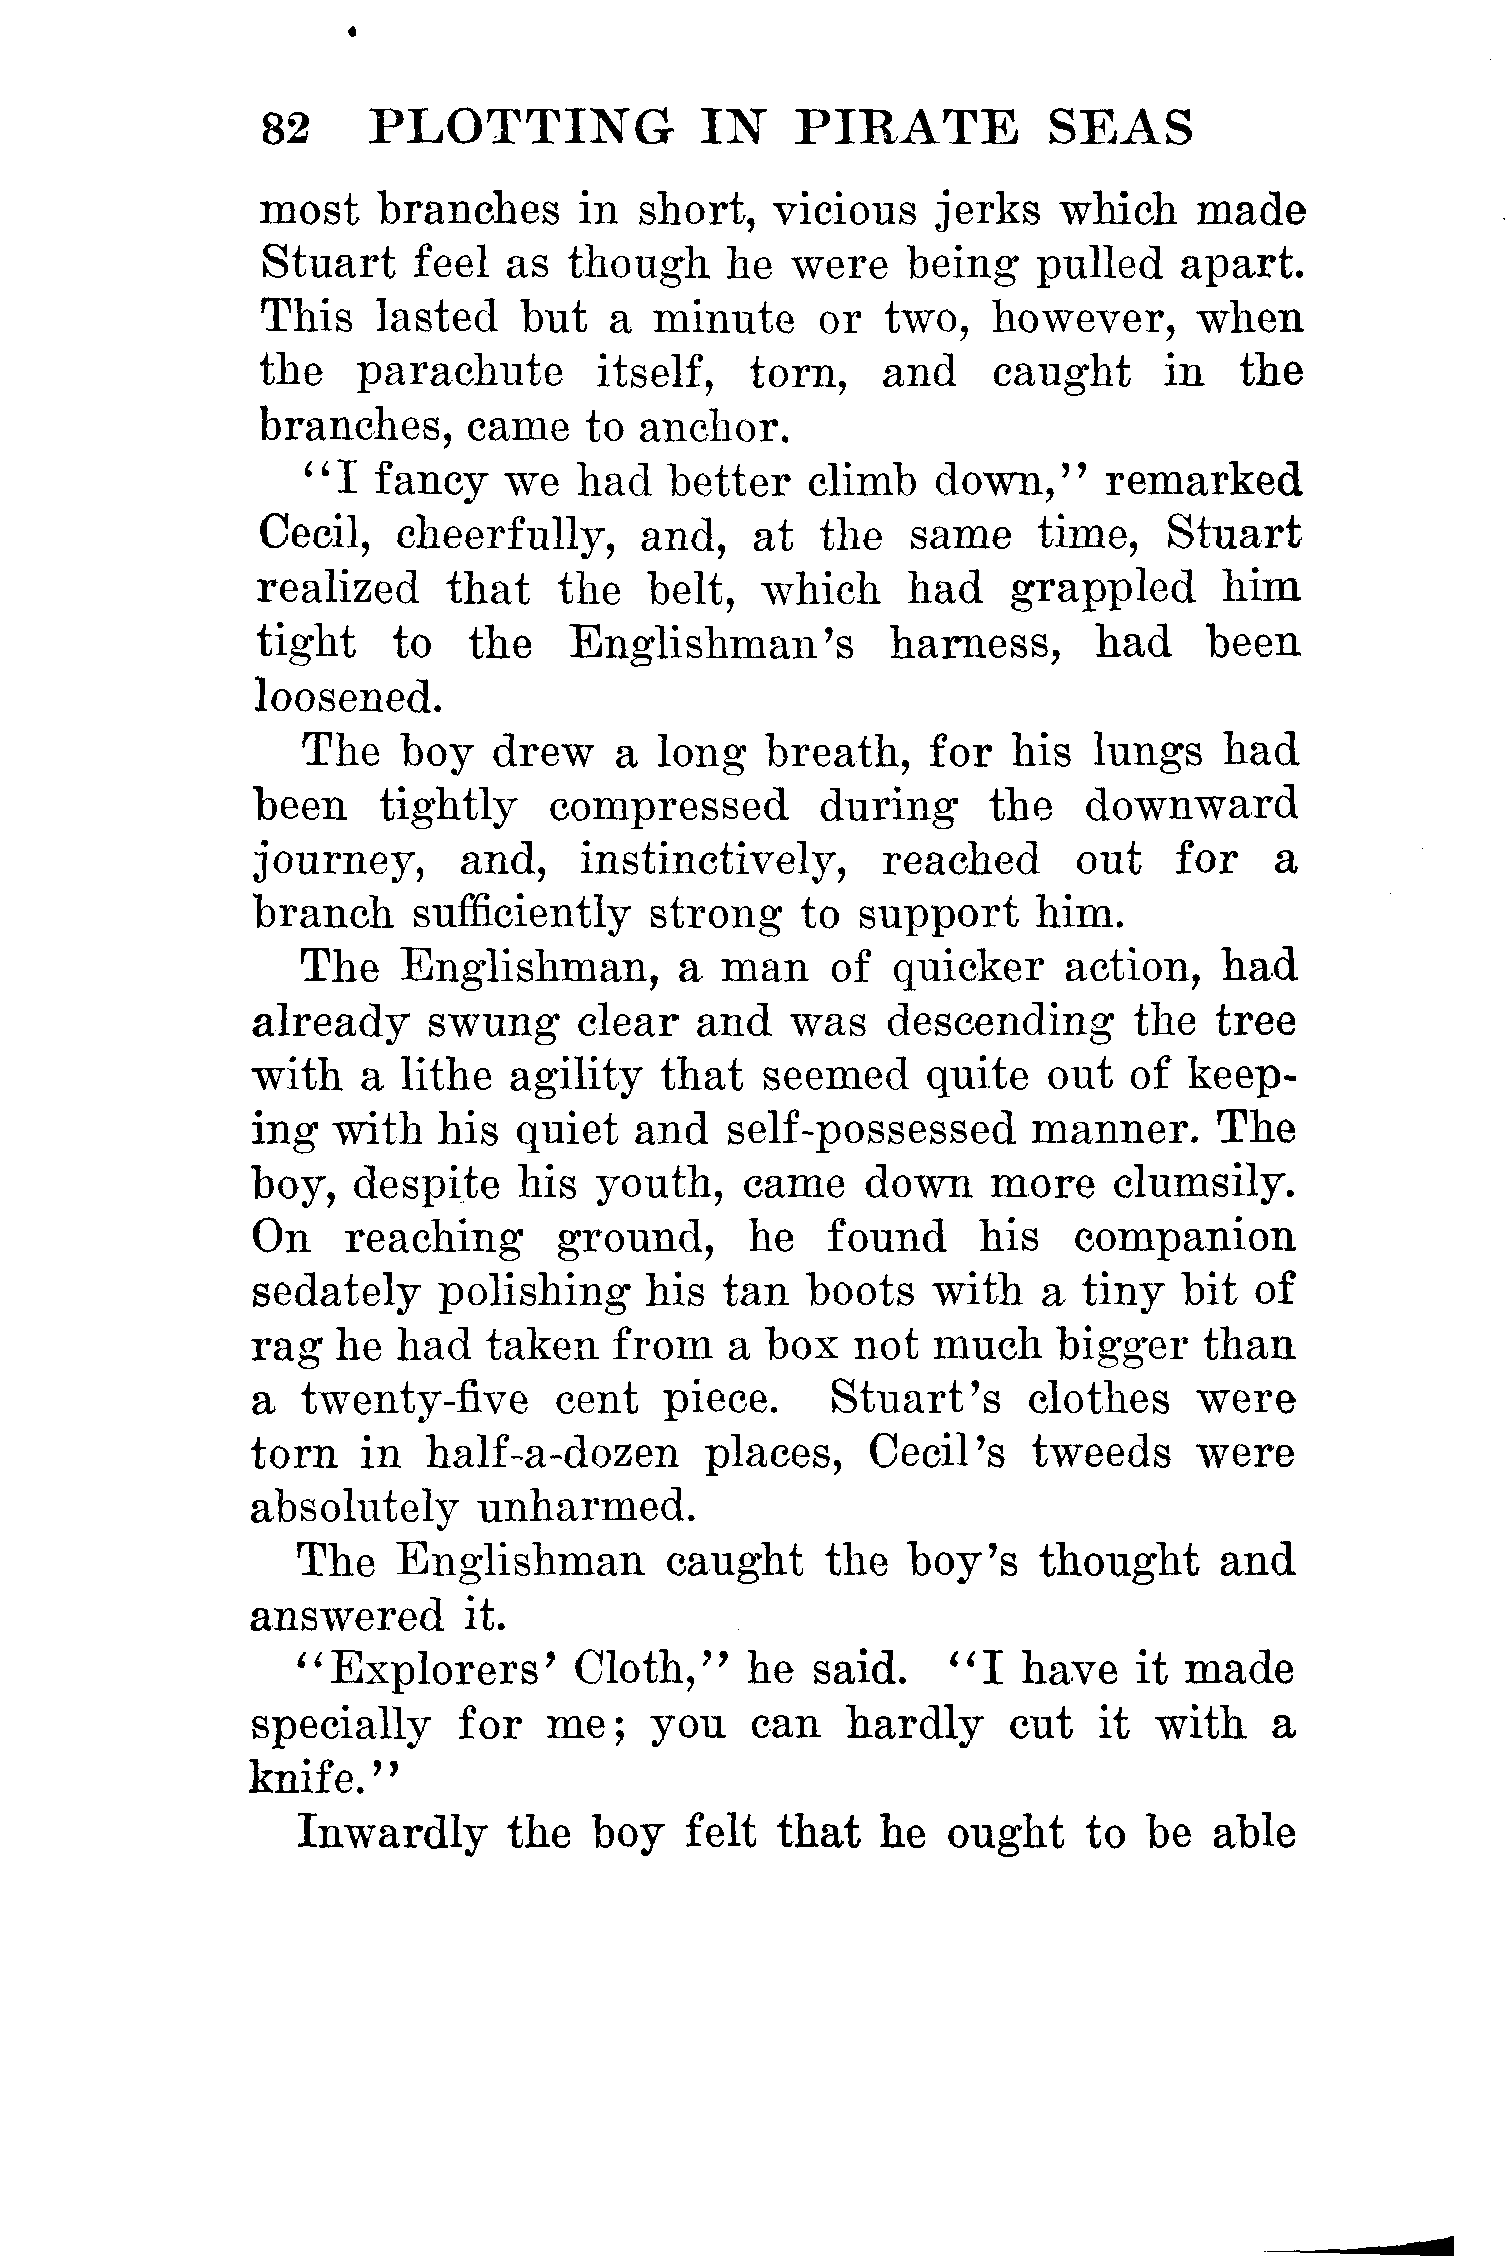 82 PLOTTING IN PIRATE SEAS
most branches in short, vicious jerks which made
Stuart feel as though he were being pulled apart.
This lasted but a minute or two, however, when
the parachute itself, torn, and caught in the
branches, came to anchor.
"I fancy we had better climb down," remarked
Cecil, cheerfully, and, at the same time, Stuart
realized that the belt, which had grappled him
tight to the Englishman's harness, had been
loosened.
The boy drew a long breath, for his lungs had
been tightly compressed during the downward
journey, and, instinctively, reached out for a
branch sufficiently strong to support him.
The Englishman, a man of quicker action, had
already swung clear and was descending the tree
with a lithe agility that seemed quite out of keep-
ing with his quiet and self-possessed manner. The
boy, despite his youth, came down more clumsily.
On reaching ground, he found his companion
sedately polishing his tan boots with a tiny bit of
rag he had taken from a box not much bigger than
a twenty-five cent piece. Stuart's clothes were
torn in half-a-dozen places, Cecil's tweeds were
absolutely unharmed.
The Englishman caught the boy's thought and
answered it.
"Explorers' Cloth," he said. "I have it made
specially for me; you can hardly cut it with a
knife."
Inwardly the boy felt that he ought to be able